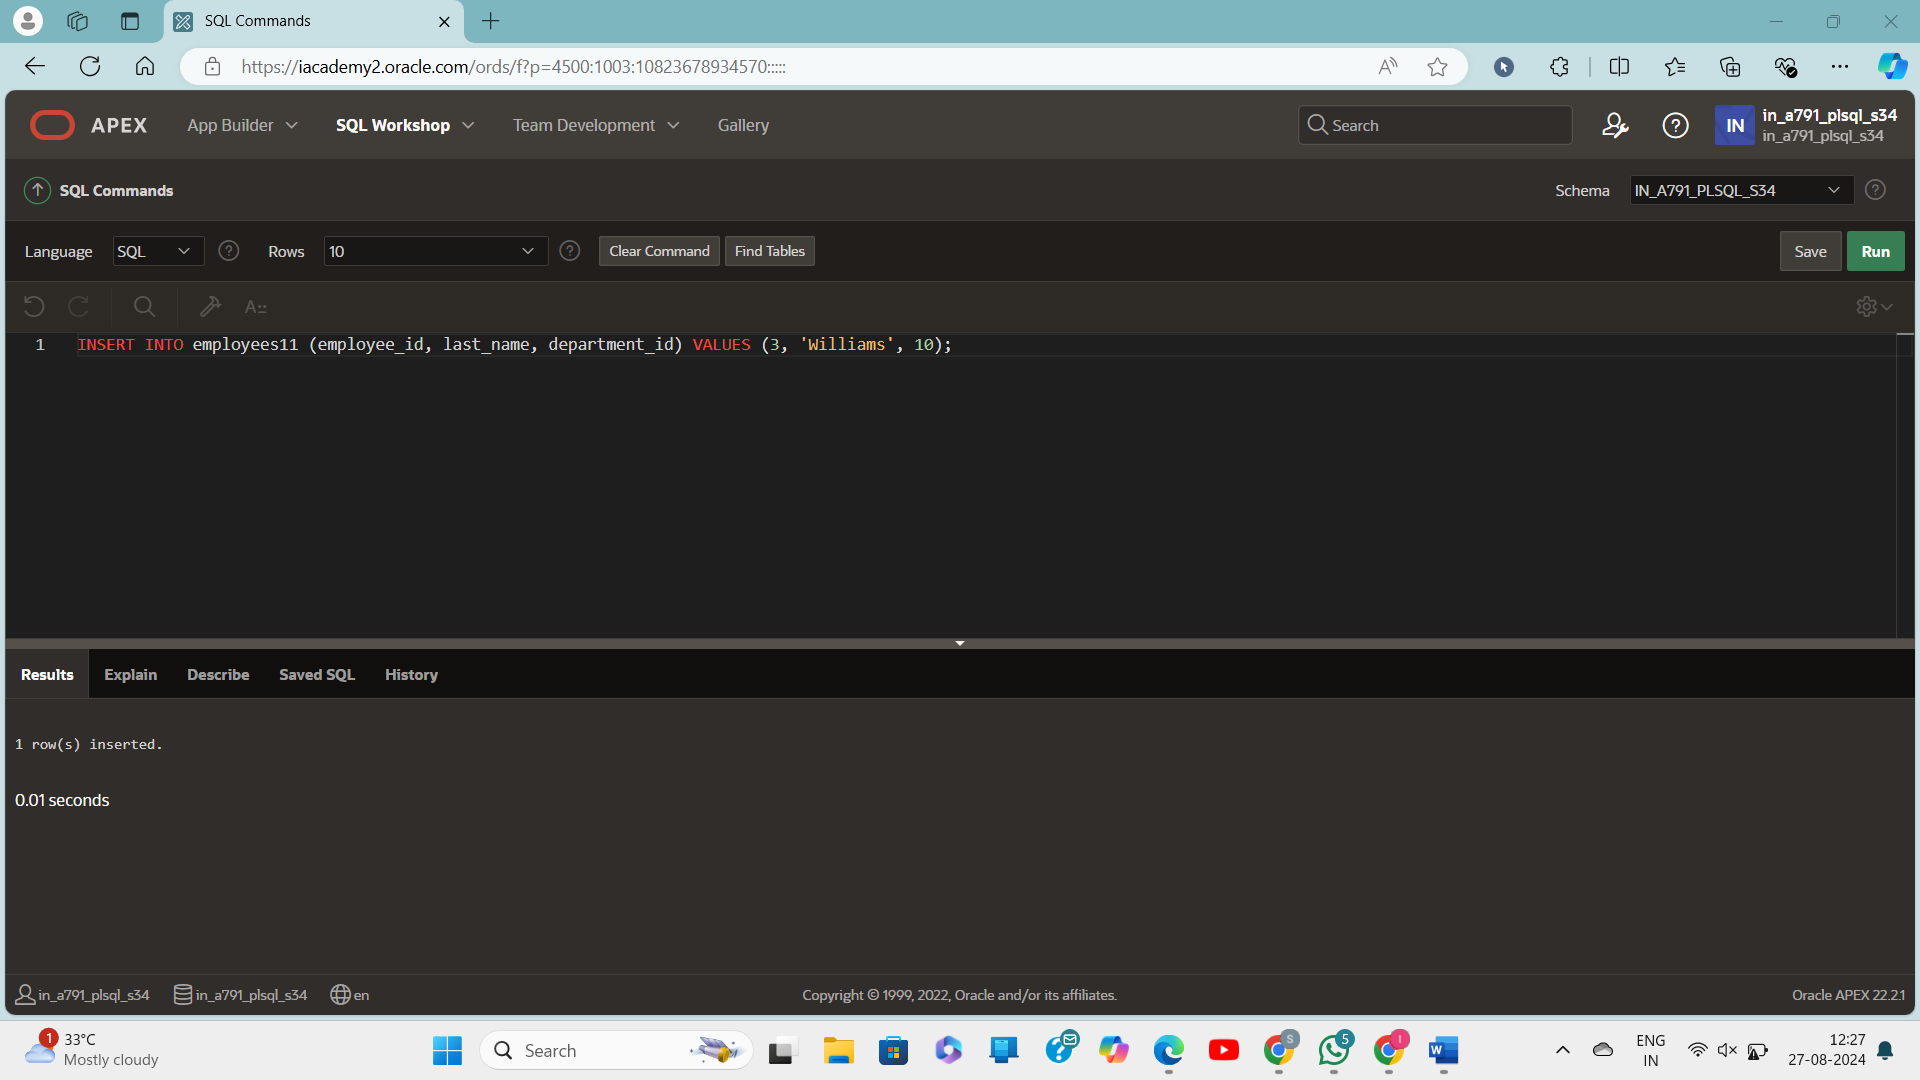 SQL Commands
https://iacademy2.oracle.com/ords/f?p=4500:1003:10823678934570:::::
APEX App Builder SQL Workshop Team Development Gallery Search IN in_a791_plsql_s34
in_a791_plsql_s34
SQL Commands Schema IN_A791_PLSQL_S34
Language SQL Rows 10 Clear Command Find Tables Save Run
A::
1 INSERT INTO employees11 (employee_id, last_name, department_id) VALUES (3, 'Williams', 10);
Results Explain Describe Saved SQL History
1 row(s) inserted.
0.01 seconds
in_a791_plsql_s34 in_a791_plsql_s34 en Copyright © 1999, 2022, Oracle and/or its affiliates. Oracle APEX 22.2.1
1 33°C
Mostly cloudy
Search
S 5 I W
ENG
IN
12:27
27-08-2024